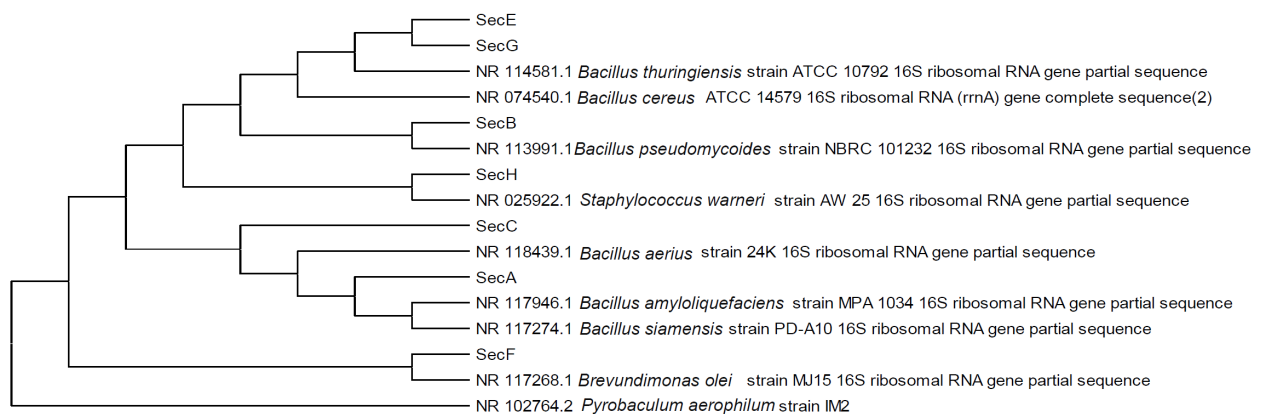 SecE
SecG
NR 114581.1 Bacillus thuringiensis strain ATCC 10792 16S ribosomal RNA gene partial sequence
NR 074540.1 Bacillus cereus ATCC 14579 16S ribosomal RNA (rrnA) gene complete sequence(2)
SecB
NR 113991.1 Bacillus pseudomycoides strain NBRC 101232 16S ribosomal RNA gene partial sequence
SecH
NR 025922.1 Staphylococcus warneri strain AW 25 16S ribosomal RNA gene partial sequence
SecC
NR 118439.1 Bacillus aerius strain 24K 16S ribosomal RNA gene partial sequence
SecA
NR 117946.1 Bacillus amyloliquefaciens strain MPA 1034 16S ribosomal RNA gene partial sequence
NR 117274.1 Bacillus siamensis strain PD-A10 16S ribosomal RNA gene partial sequence
SecF
NR 117268.1 Brevundimonas olei strain MJ15 16S ribosomal RNA gene partial sequence
NR 102764.2 Pyrobaculum aerophilum strain IM2